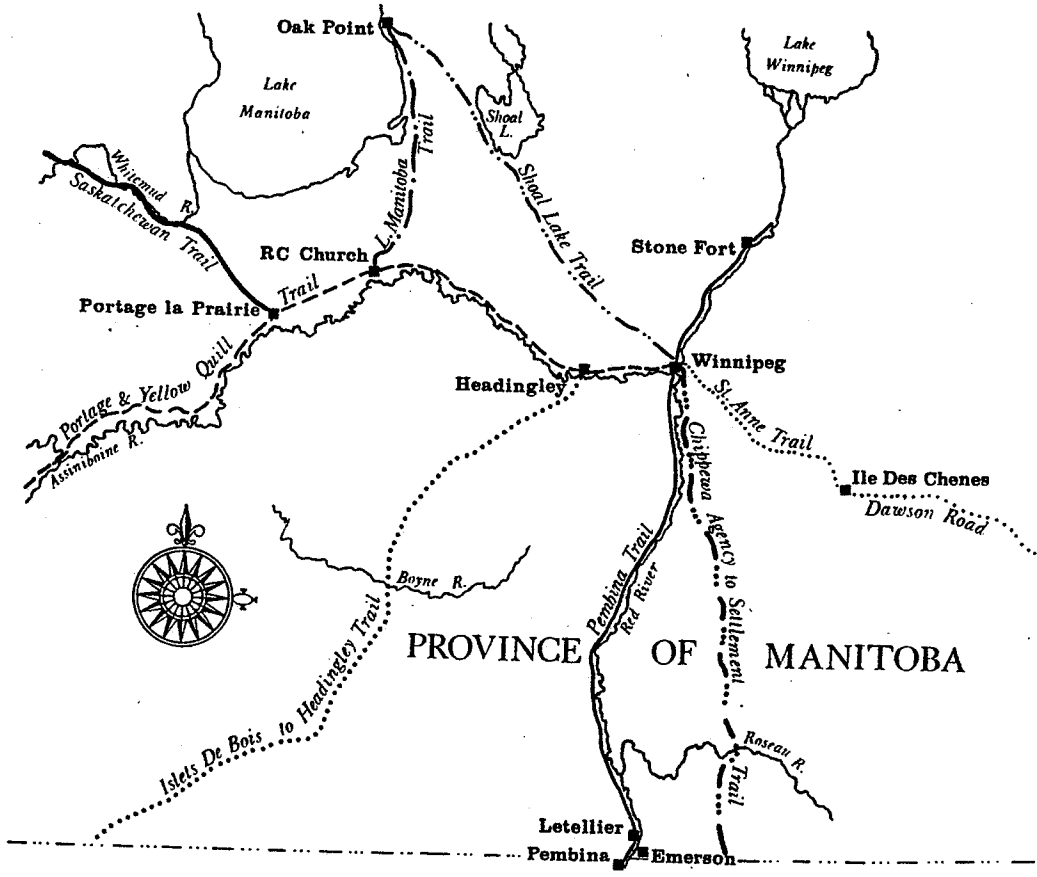 Oak Point
Lake
Manitoba
Shoal
L.
Lake
Winnipeg
L. Manitoba Trail
Shoal Lake Trail
Whitemud R.
Saskatchewan Trail
RC Church
Stone Fort
Portage la Prairie
Portage & Yellow Quill Trail
Assinibnine R.
Headingley
Winnipeg
St. Anne Trail
Ile Des Chenes
Dawson Road
Chippewa Agency to Settlement Trail
Pembina Trail
Red River
Boyne R.
Islets De Bois to Headingley Trail
PROVINCE OF MANITOBA
Roseau R.
Letellier
Pembina
Emerson